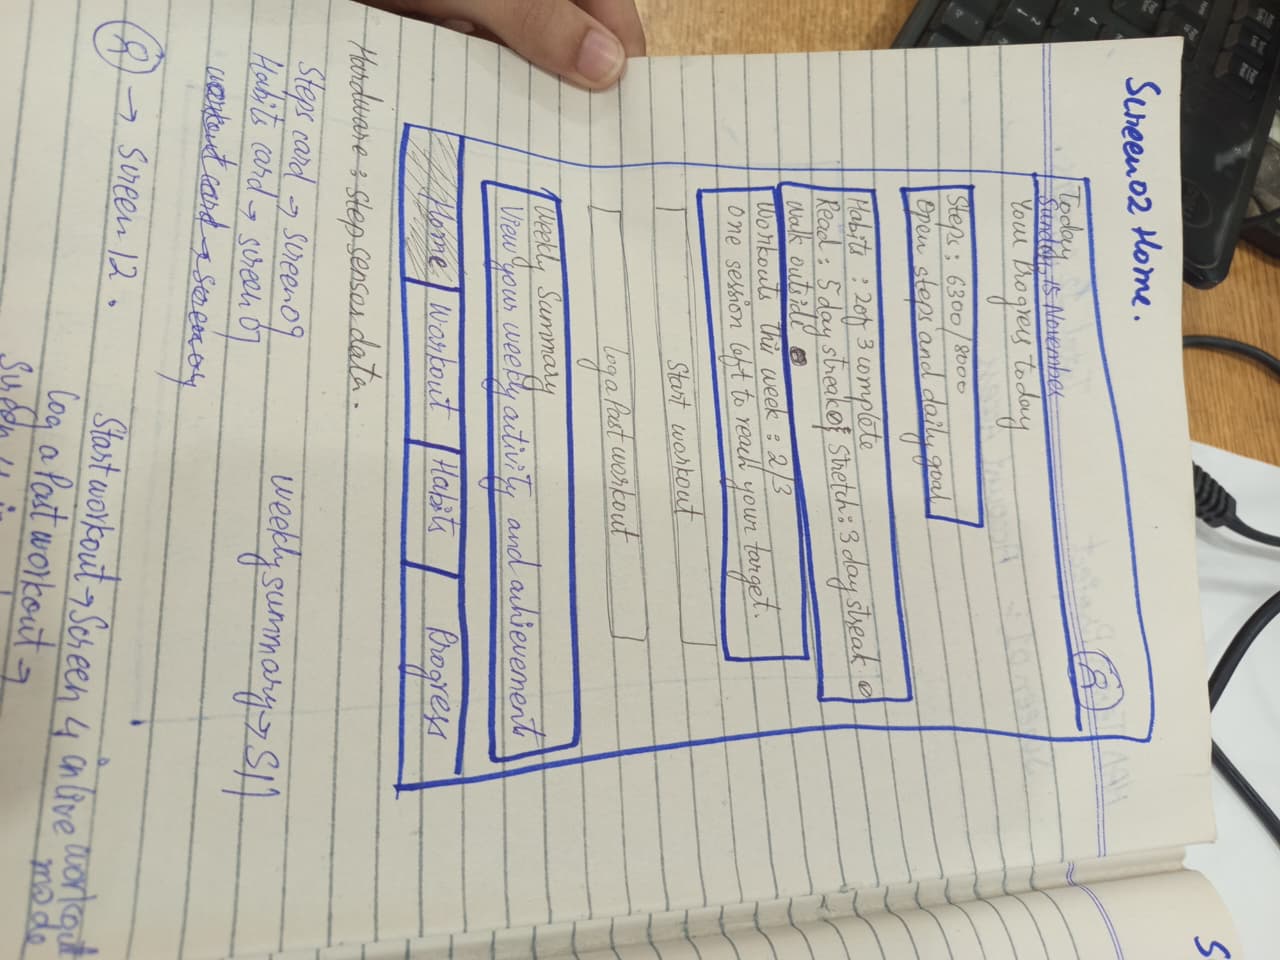 Screen 02 Home.
Today
Sunday, 15 November
You Progress today
Steps: 6300/8000
Open steps and daily goal
Habits : 2 of 3 complete
Read : 5 day streak Stretch: 3 day streak
Walk outside
Workouts this week : 2/3
One session left to reach your target.
Start workout
Log a Past workout
Weekly Summary
View your weekly activity and achievements
Home Workout Habits Progress
Hardware : Step sensor data.
Steps card → screen 09
Habits card → screen 07
Weekly summary → S11
workout card →
→ Screen 12.
Start workout → Screen 4 in live workout mode
Log a Past workout →
S